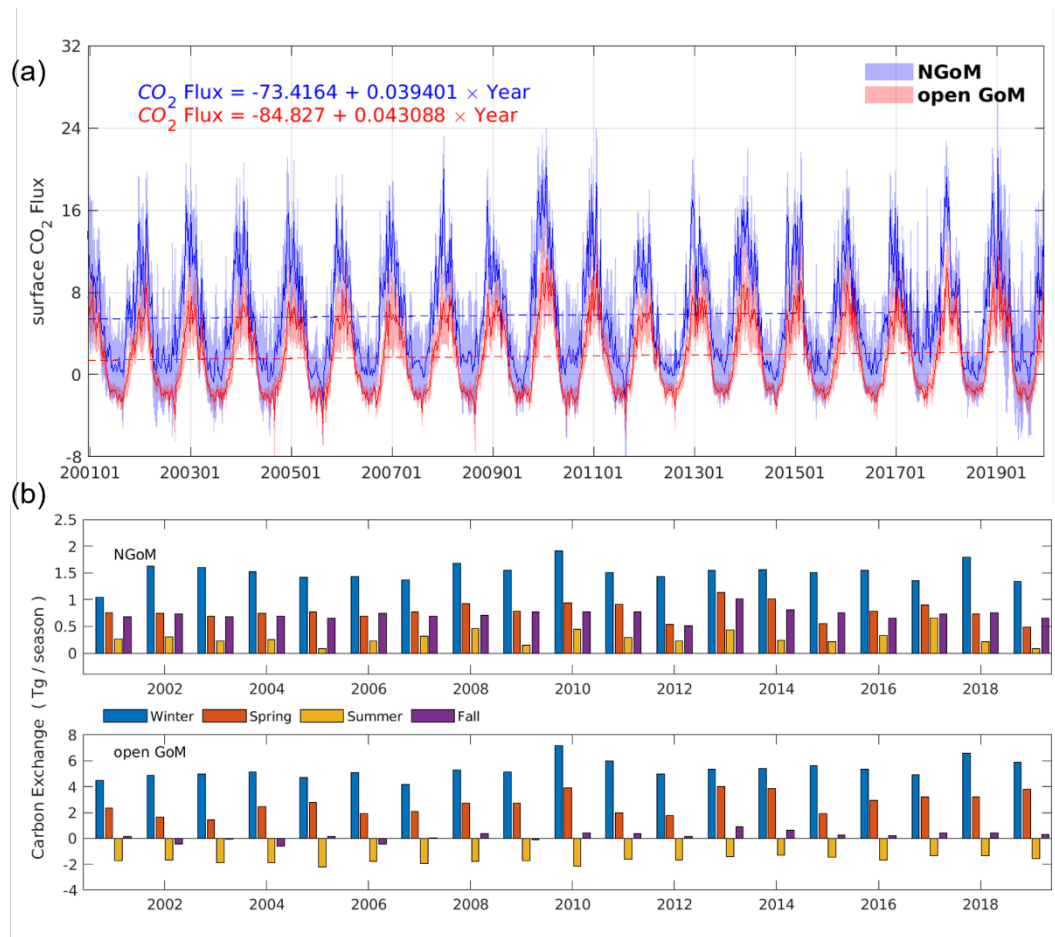 (a)
32
24
16
8
0
-8
surface CO2 Flux
CO2 Flux = -73.4164 + 0.039401 × Year
CO2 Flux = -84.827 + 0.043088 × Year
NGoM
open GoM
200101 200301 200501 200701 200901 201101 201301 201501 201701 201901
(b)
2.5
2
1.5
1
0.5
0
NGoM
2002 2004 2006 2008 2010 2012 2014 2016 2018
Carbon Exchange ( Tg / season )
Winter Spring Summer Fall
8
6
4
2
0
-2
-4
open GoM
2002 2004 2006 2008 2010 2012 2014 2016 2018